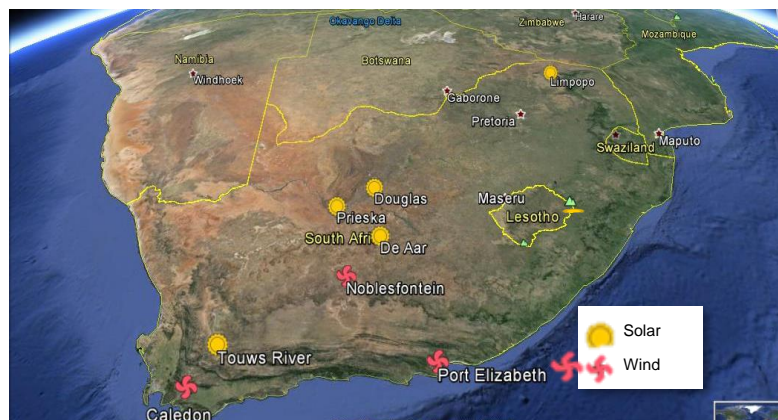 Okavango Delta
Zimbabwe
Harare
Mozambique
Namibia
Botswana
Windhoek
Limpopo
Gaborone
Pretoria
Swaziland
Maputo
Douglas
Maseru
Prieska
Lesotho
South Afri
De Aar
Noblesfontein
Solar
Touws River
Wind
Port Elizabeth
Caledon